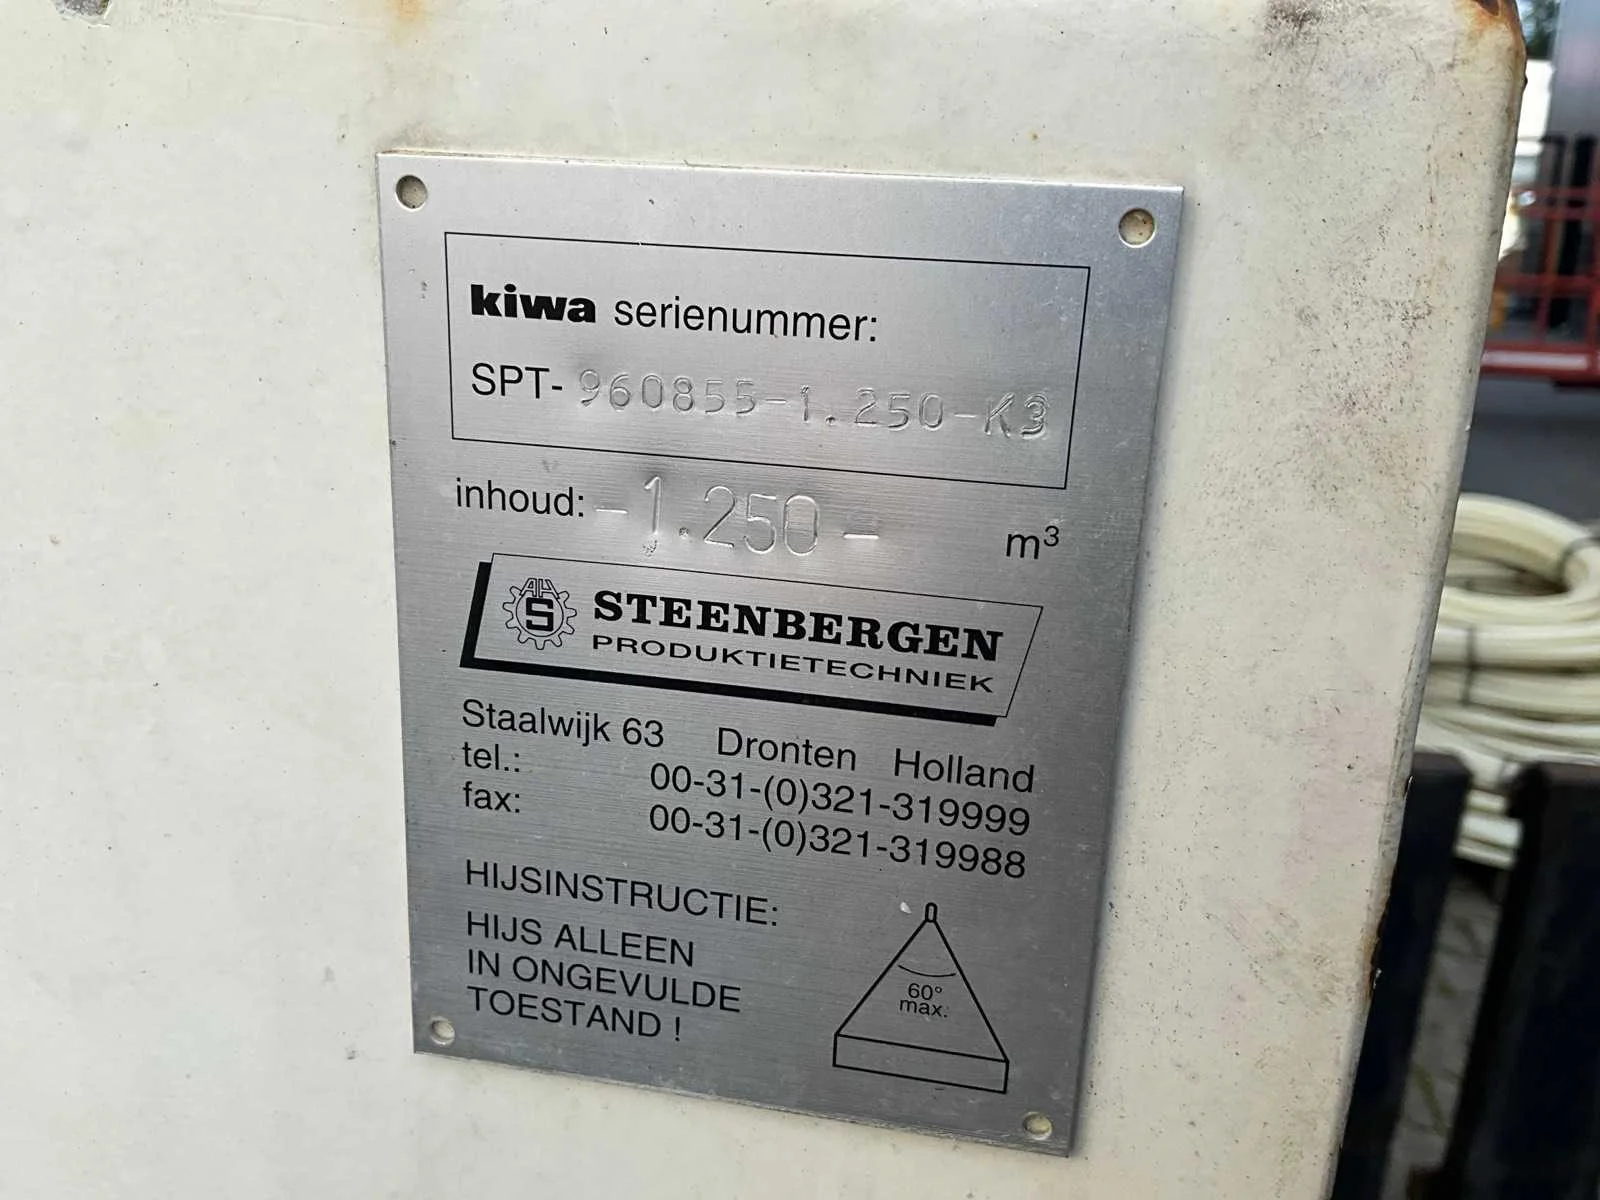 kiwa serienummer:
SPT- 960855-1.250-K3
inhoud: -1.250- m³
AH
S
STEENBERGEN
PRODUKTIETECHNIEK
Staalwijk 63 Dronten Holland
tel.: 00-31-(0)321-319999
fax: 00-31-(0)321-319988
HIJSINSTRUCTIE:
HIJS ALLEEN
IN ONGEVULDE
TOESTAND !
60°
max.